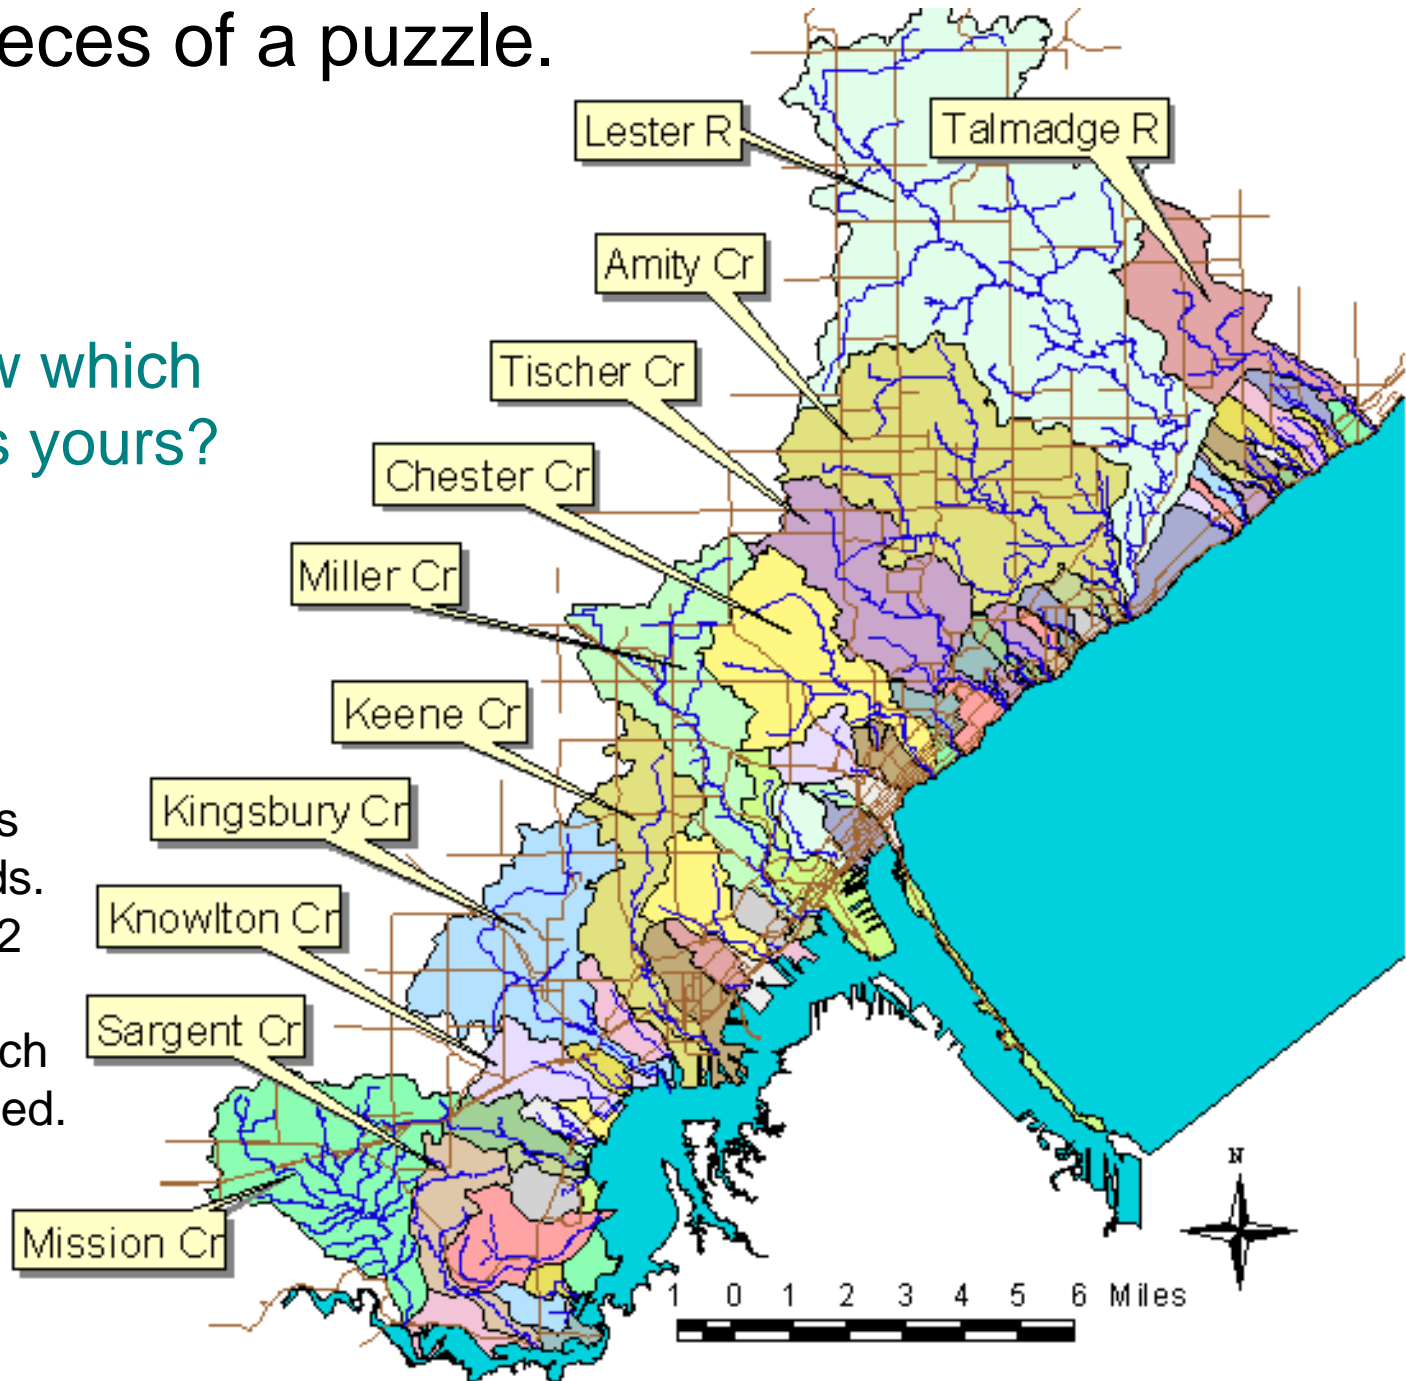 eces of a puzzle.
Lester R
Talmadge R
Amity Cr
Tischer Cr
w which
s yours?
Chester Cr
Miller Cr
Keene Cr
Kingsbury Cr
s
ds.
Knowlton Cr
2
Sargent Cr
ch
ed.
Mission Cr
N
1 0 1 2 3 4 5 6 Miles